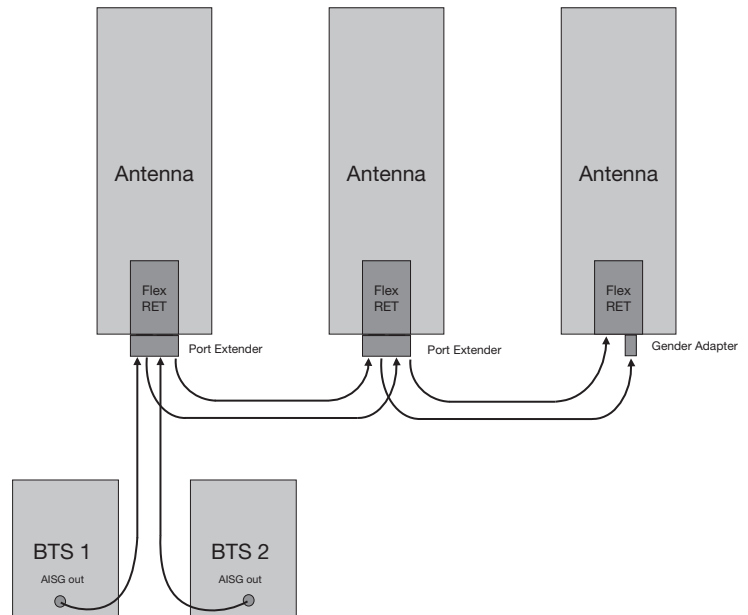 Antenna
Antenna
Antenna
Flex
RET
Flex
RET
Flex
RET
Port Extender
Port Extender
Gender Adapter
BTS 1
AISG out
BTS 2
AISG out